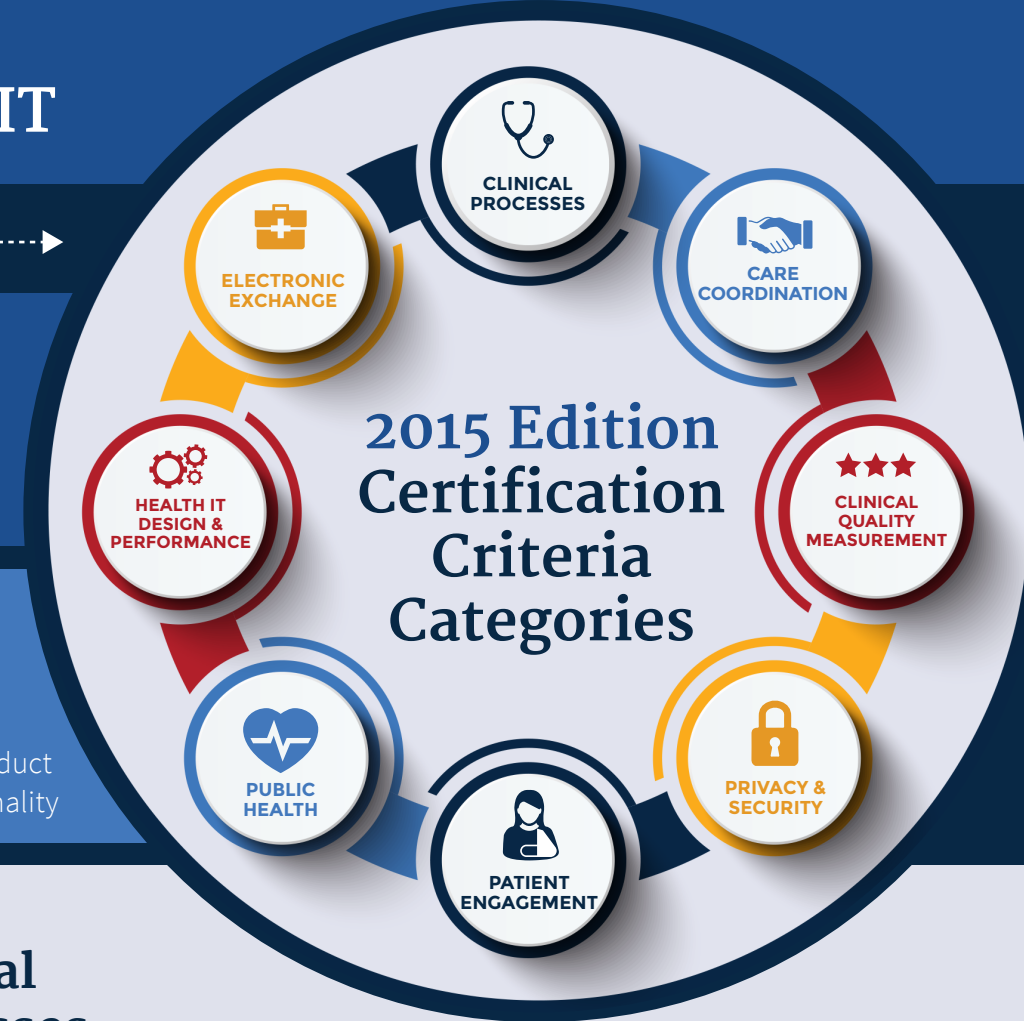 IT
CLINICAL
PROCESSES
ELECTRONIC
EXCHANGE
CARE
COORDINATION
2015 Edition
Certification
Criteria
Categories
HEALTH IT
DESIGN &
PERFORMANCE
CLINICAL
QUALITY
MEASUREMENT
PUBLIC
HEALTH
PRIVACY &
SECURITY
PATIENT
ENGAGEMENT
duct
nality
al